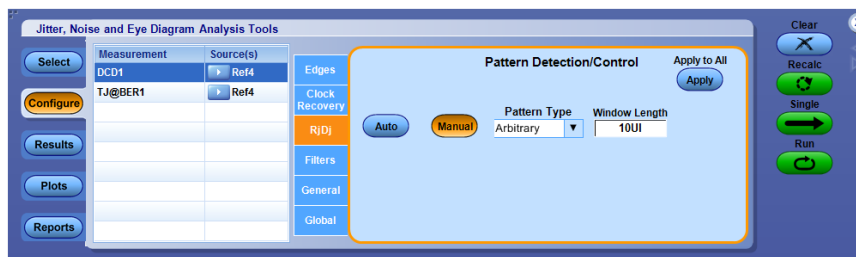 Jitter, Noise and Eye Diagram Analysis Tools
Clear
Select
Measurement Source(s)
DCD1 Ref4
TJ@BER1 Ref4
Edges
Pattern Detection/Control
Apply to All
Apply
Recalc
Configure
Clock
Recovery
Pattern Type
Window Length
Single
RjDj
Auto
Manual
Arbitrary
10UI
Results
Run
Filters
Plots
General
Reports
Global